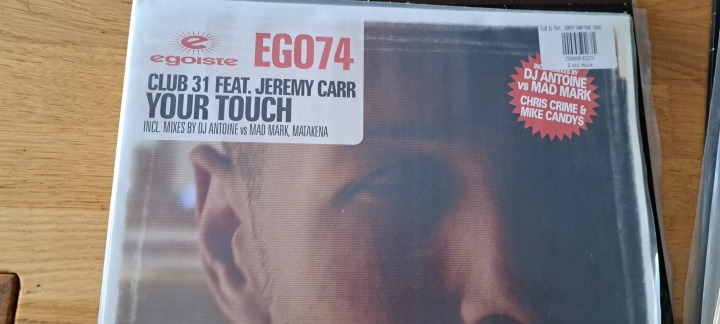 egoiste
EGO74
CLUB 31 FEAT. JEREMY CARR
YOUR TOUCH
INCL. MIXES BY DJ ANTOINE vs MAD MARK, MATAKENA
DJ ANTOINE
vs MAD MARK
CHRIS CRIME &
MIKE CANDYS